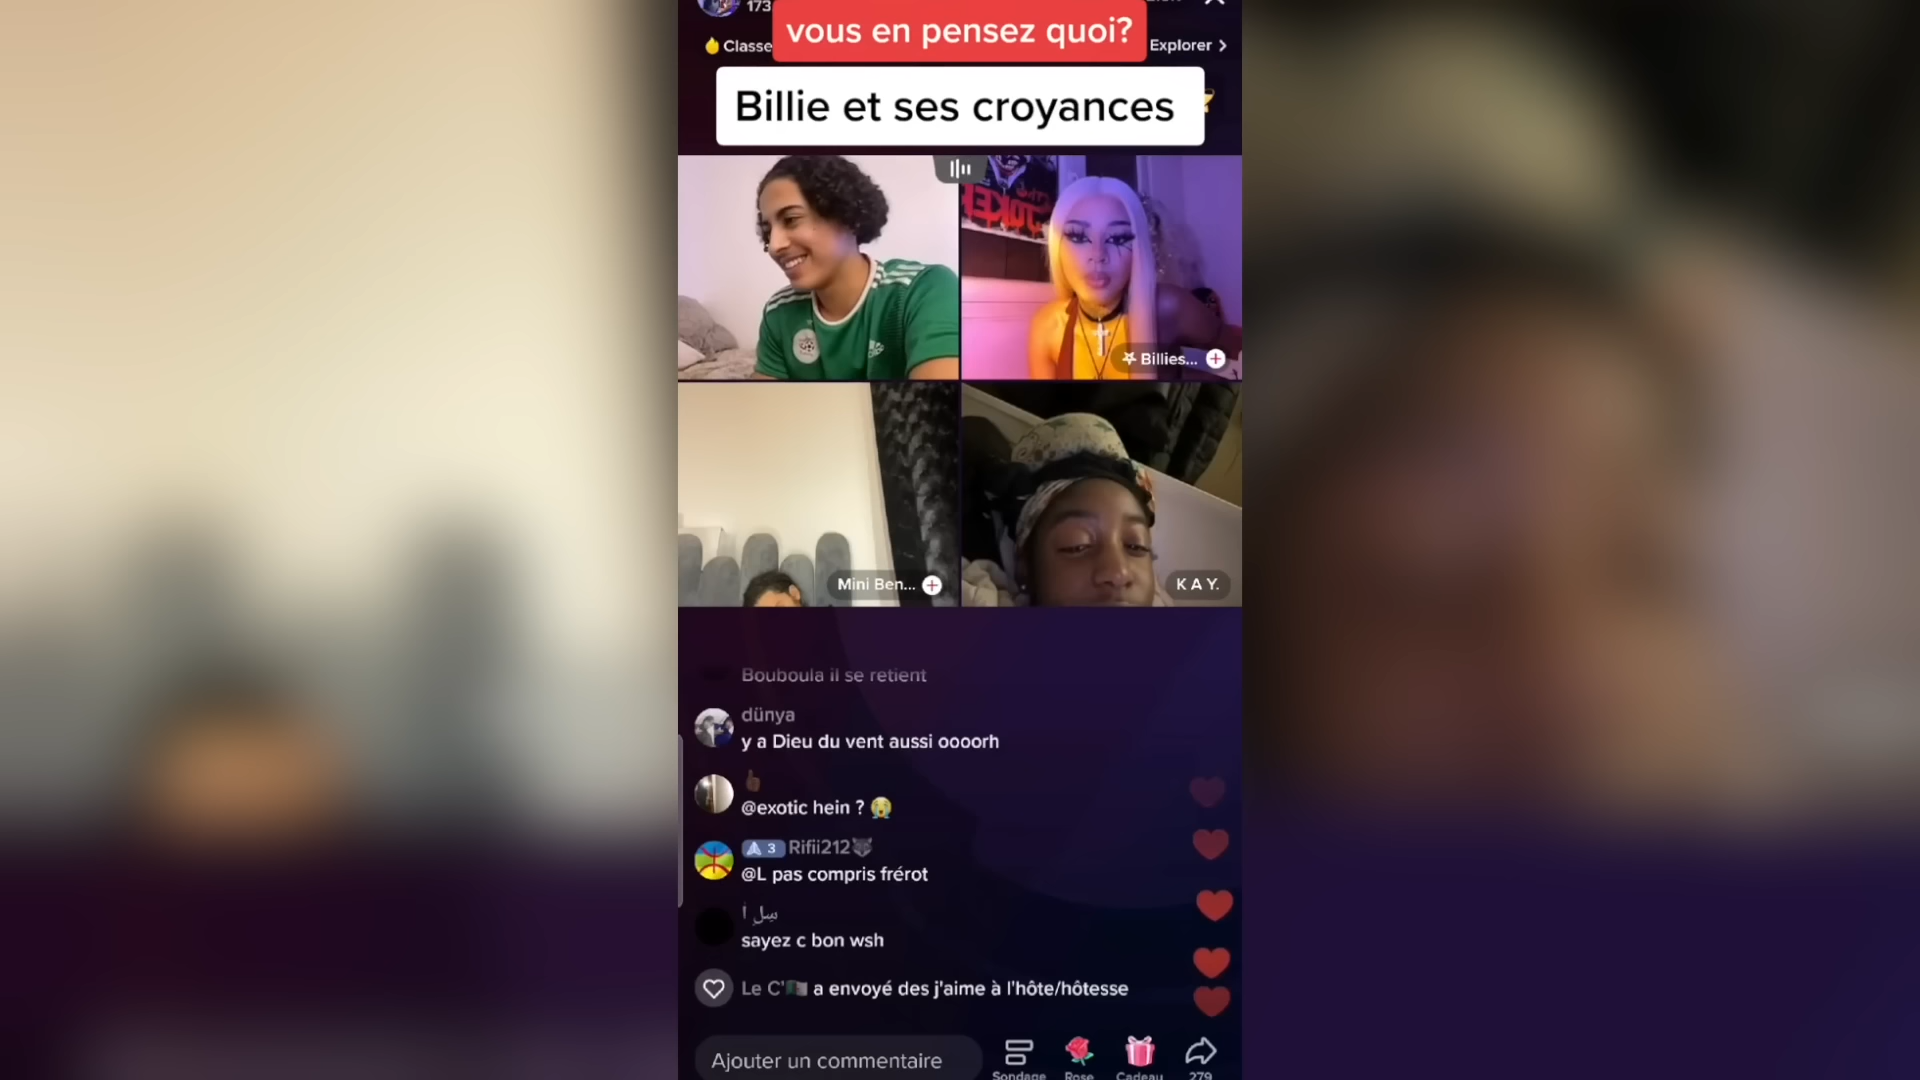 173
vous en pensez quoi?
Classe
Explorer >
Billie et ses croyances
JOKER
Billies...
Mini Ben...
K A Y.
Bouboula il se retient
dünya
y a Dieu du vent aussi oooorh
@exotic hein ? 😭
3 Rifii212🐺
@L pas compris frérot
sayez c bon wsh
Le C'🇩🇿 a envoyé des j'aime à l'hôte/hôtesse
Ajouter un commentaire
Sondage
Rose
Cadeau
279